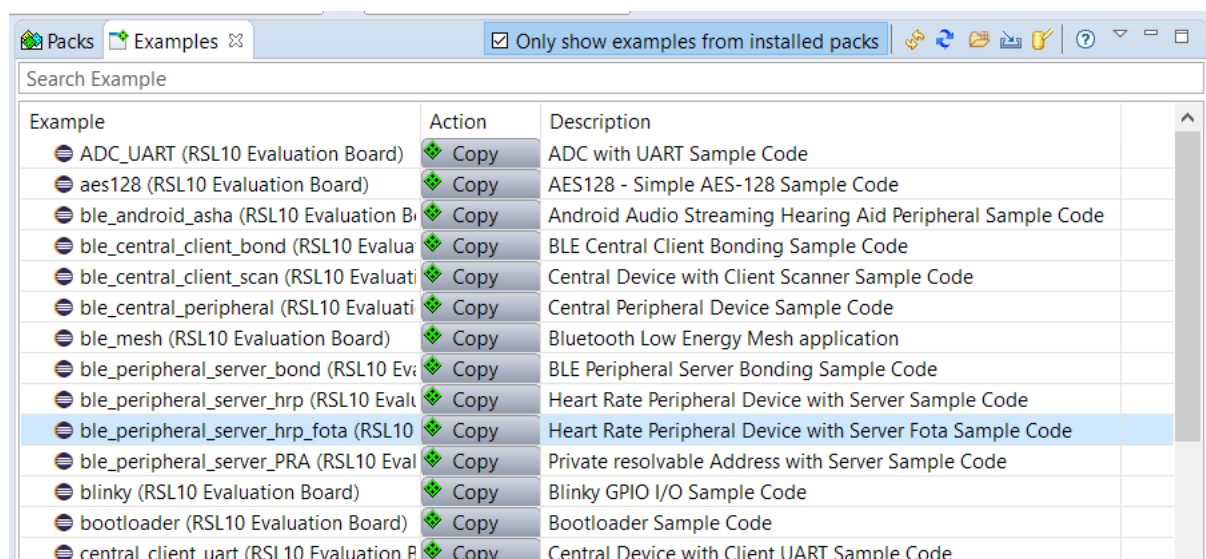 Packs Examples Only show examples from installed packs
Search Example
Example Action Description
ADC_UART (RSL10 Evaluation Board) Copy ADC with UART Sample Code
aes128 (RSL10 Evaluation Board) Copy AES128 - Simple AES-128 Sample Code
ble_android_asha (RSL10 Evaluation B Copy Android Audio Streaming Hearing Aid Peripheral Sample Code
ble_central_client_bond (RSL10 Evalua Copy BLE Central Client Bonding Sample Code
ble_central_client_scan (RSL10 Evaluati Copy Central Device with Client Scanner Sample Code
ble_central_peripheral (RSL10 Evaluati Copy Central Peripheral Device Sample Code
ble_mesh (RSL10 Evaluation Board) Copy Bluetooth Low Energy Mesh application
ble_peripheral_server_bond (RSL10 Eva Copy BLE Peripheral Server Bonding Sample Code
ble_peripheral_server_hrp (RSL10 Evalu Copy Heart Rate Peripheral Device with Server Sample Code
ble_peripheral_server_hrp_fota (RSL10 Copy Heart Rate Peripheral Device with Server Fota Sample Code
ble_peripheral_server_PRA (RSL10 Eval Copy Private resolvable Address with Server Sample Code
blinky (RSL10 Evaluation Board) Copy Blinky GPIO I/O Sample Code
bootloader (RSL10 Evaluation Board) Copy Bootloader Sample Code
central_client_uart (RSL10 Evaluation B Copy Central Device with Client UART Sample Code